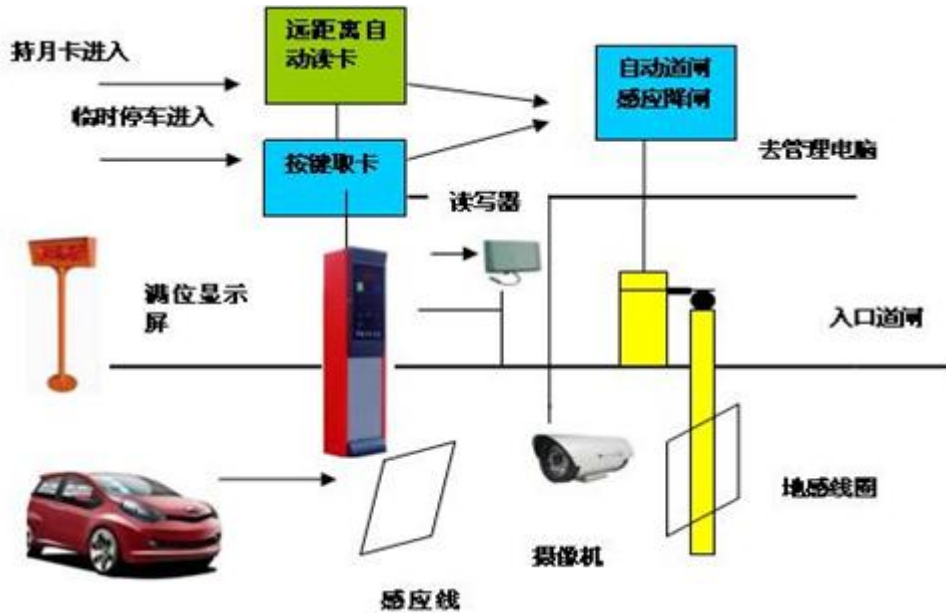 远距离自
动读卡
持月卡进入
自动道闸
感应降闸
临时停车进入
按键取卡
去管理电脑
读写器
满位显示
屏
入口道闸
地感线圈
摄像机
感应线